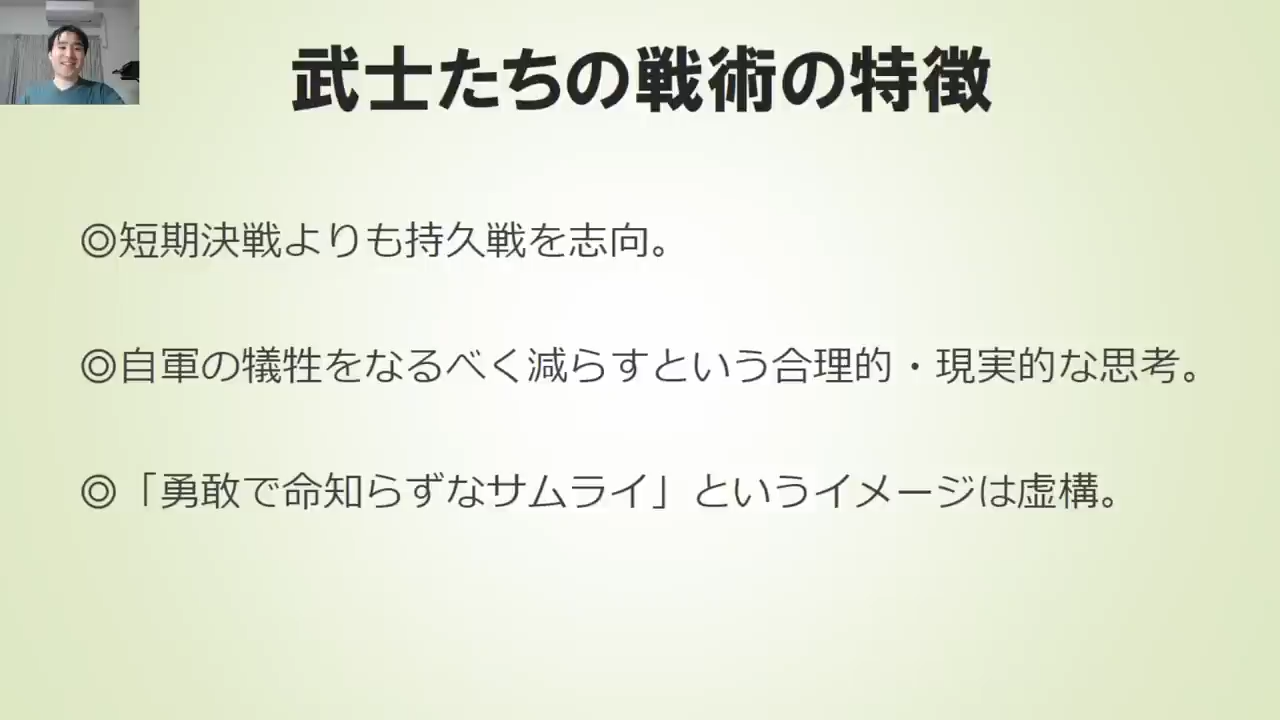 武士たちの戦術の特徴
◎短期決戦よりも持久戦を志向。
◎自軍の犠牲をなるべく減らすという合理的・現実的な思考。
◎「勇敢で命知らずなサムライ」というイメージは虚構。